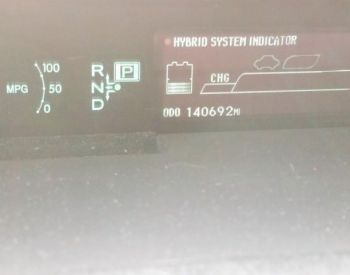 HYBRID SYSTEM INDICATOR
100
R P
MPG 50 N
CHG
0 D
ODO 140692MI